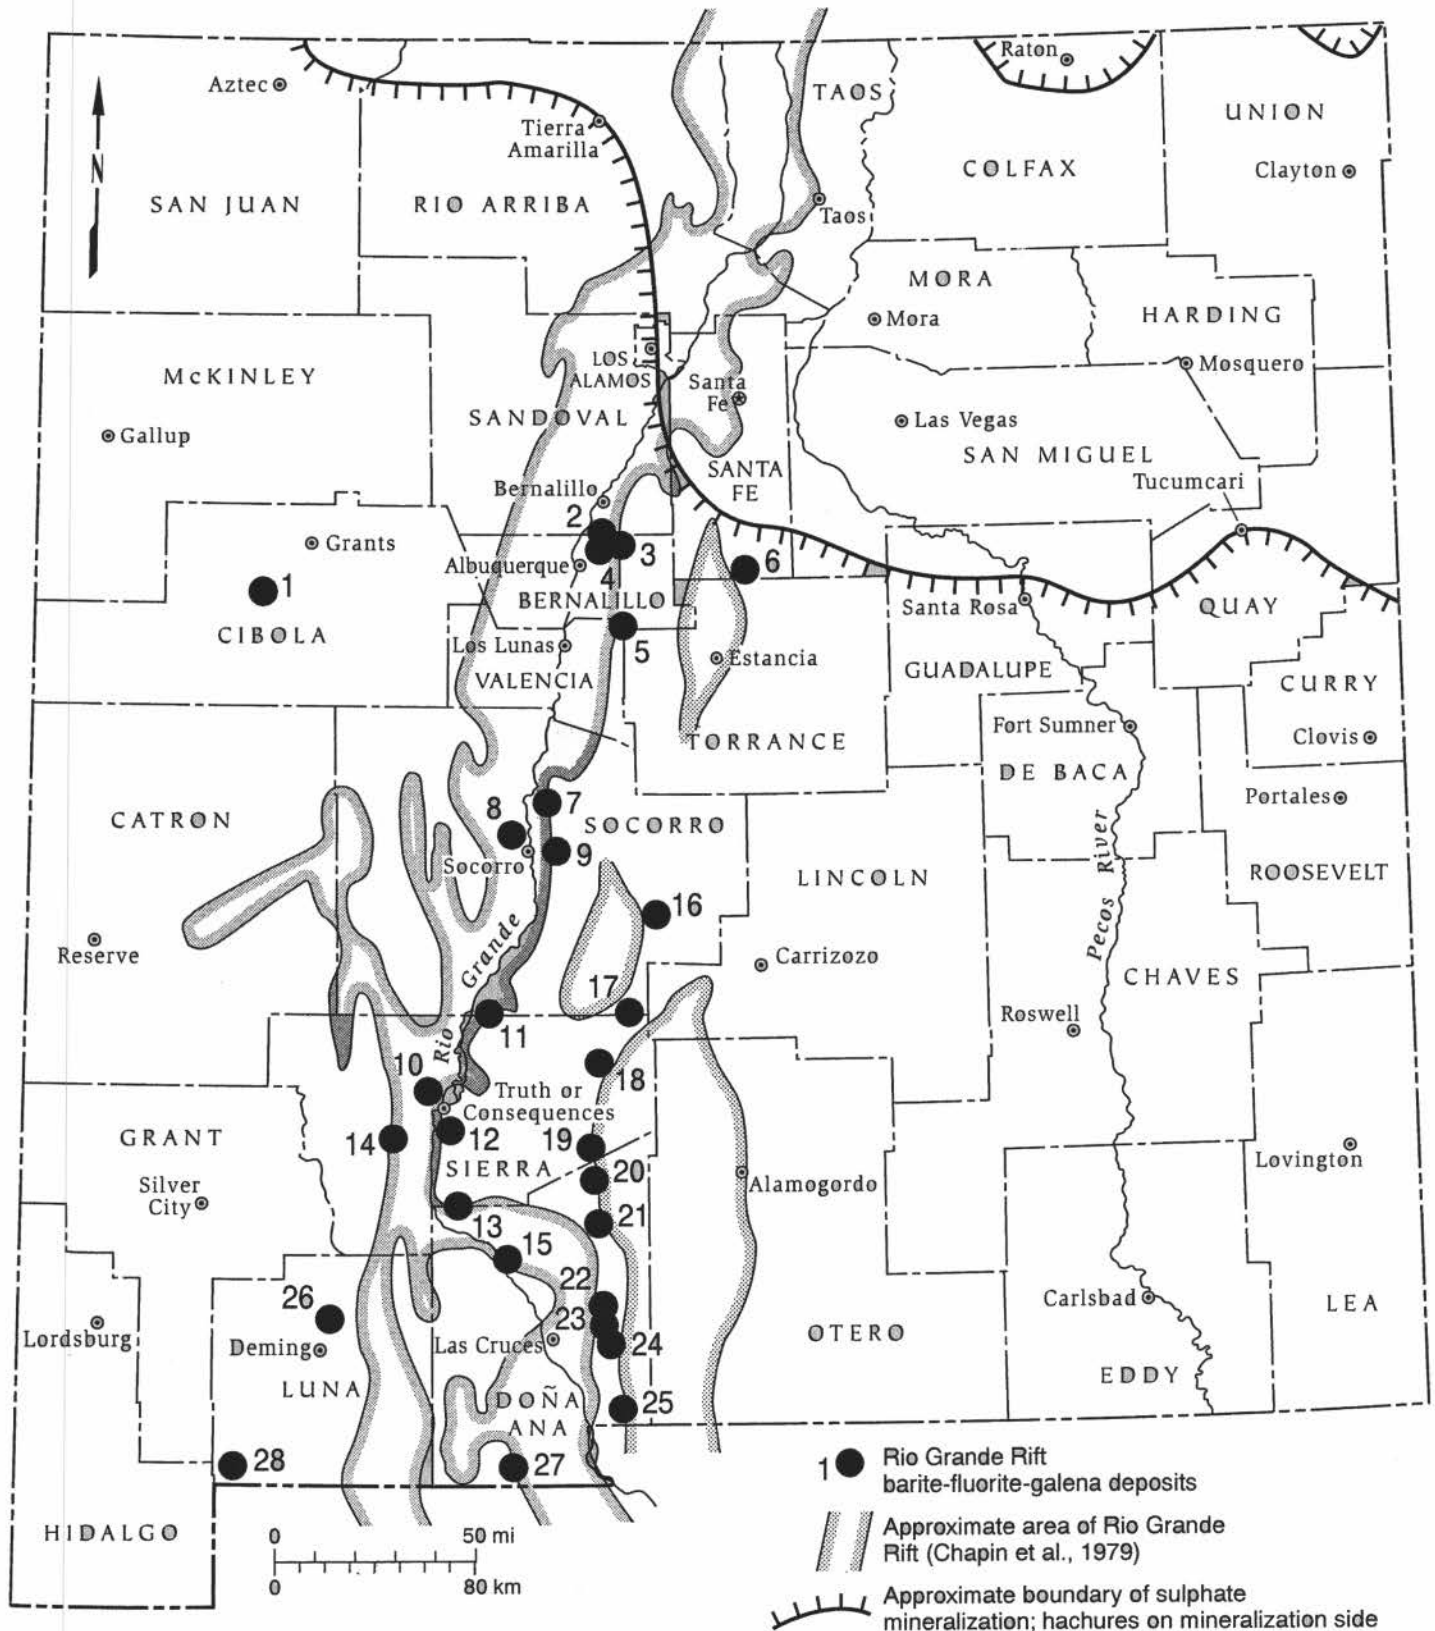 Raton
TAOS
Aztec
UNION
Tierra
Amarilla
COLFAX
Clayton
N
SAN JUAN
RIO ARRIBA
Taos
MORA
Mora
HARDING
LOS
ALAMOS
Mosquero
McKINLEY
Santa
Fe
SANDOVAL
Las Vegas
Gallup
SAN MIGUEL
SANTA
FE
Tucumcari
Bernalillo
2
Grants
3
Albuquerque
4
6
1
BERNALILLO
Santa Rosa
QUAY
CIBOLA
Los Lunas
5
Estancia
GUADALUPE
VALENCIA
CURRY
Fort Sumner
TORRANCE
Clovis
DE BACA
7
Portales
8
CATRON
SOCORRO
9
Socorro
Pecos River
ROOSEVELT
LINCOLN
16
Reserve
Rio Grande
Carrizozo
CHAVES
17
Roswell
11
10
18
Truth or
Consequences
GRANT
14
12
19
SIERRA
Lovington
20
Alamogordo
Silver
City
13
21
15
22
26
23
Carlsbad
LEA
Lordsburg
Deming
Las Cruces
24
OTERO
LUNA
DOÑA
ANA
25
EDDY
28
27
HIDALGO
0 50 mi
0 80 km
1 Rio Grande Rift
barite-fluorite-galena deposits
Approximate area of Rio Grande
Rift (Chapin et al., 1979)
Approximate boundary of sulphate
mineralization; hachures on mineralization side